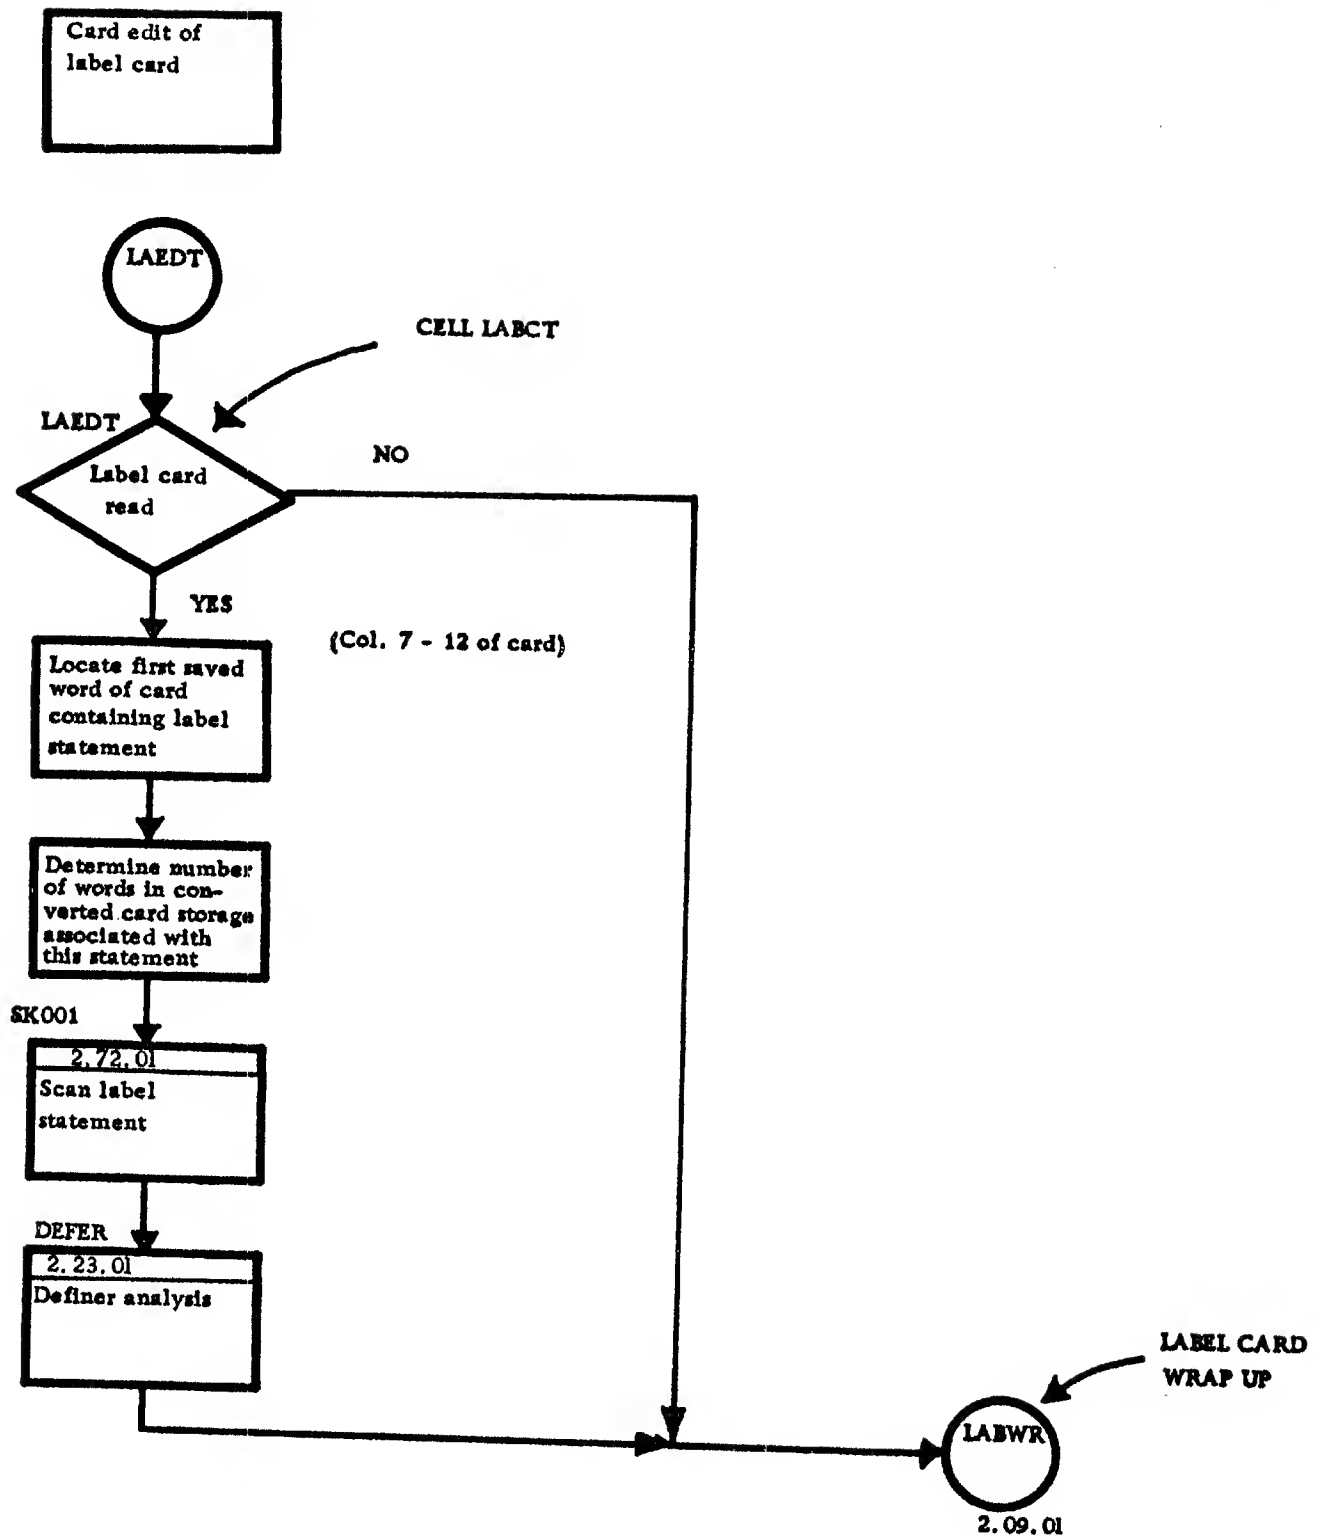 Card edit of
label card
LAEDT
CELL LABCT
LAEDT
Label card
read
NO
YES
(Col. 7 - 12 of card)
Locate first saved
word of card
containing label
statement
Determine number
of words in con-
verted card storage
associated with
this statement
SK001
2.72.01
Scan label
statement
DEFER
2.23.01
Definer analysis
LABEL CARD
WRAP UP
LABWR
2.09.01